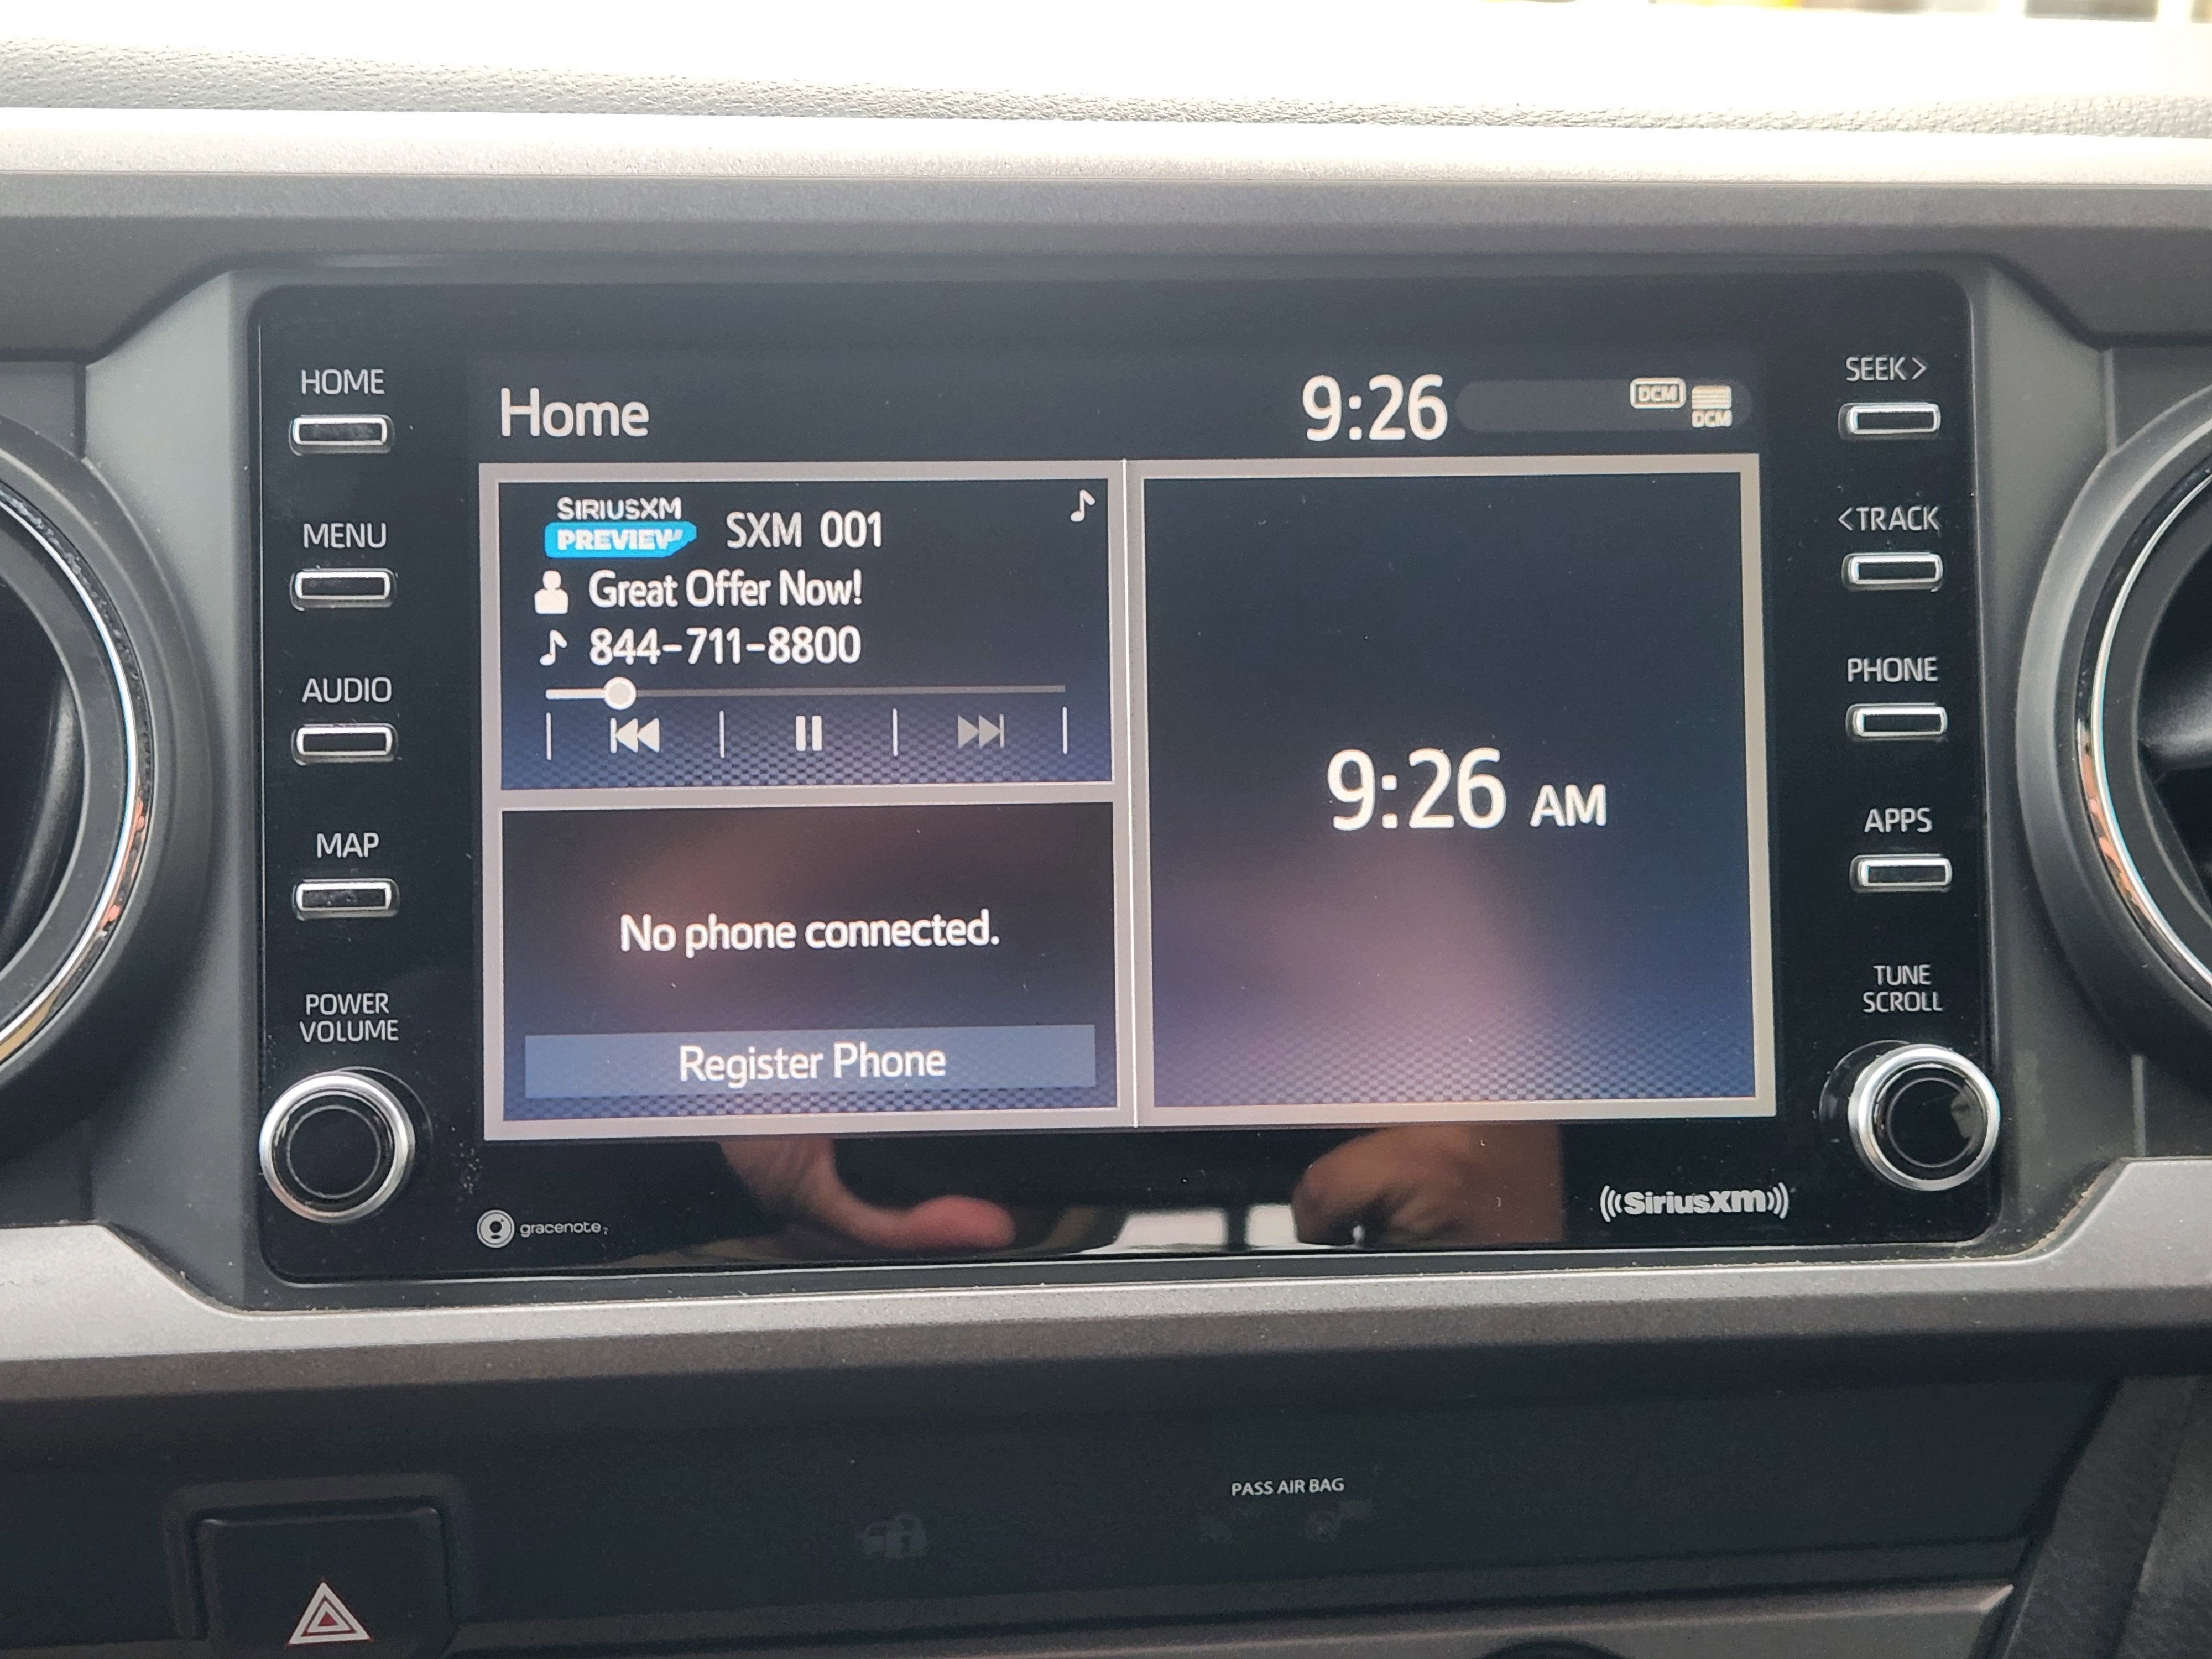 HOME
MENU
AUDIO
MAP
POWER
VOLUME
Home
9:26
DCM
DCM
SIRIUSXM
PREVIEW
SXM 001
Great Offer Now!
844-711-8800
No phone connected.
Register Phone
9:26 AM
SEEK >
< TRACK
PHONE
APPS
TUNE
SCROLL
gracenote
((SiriusXM))
PASS AIR BAG